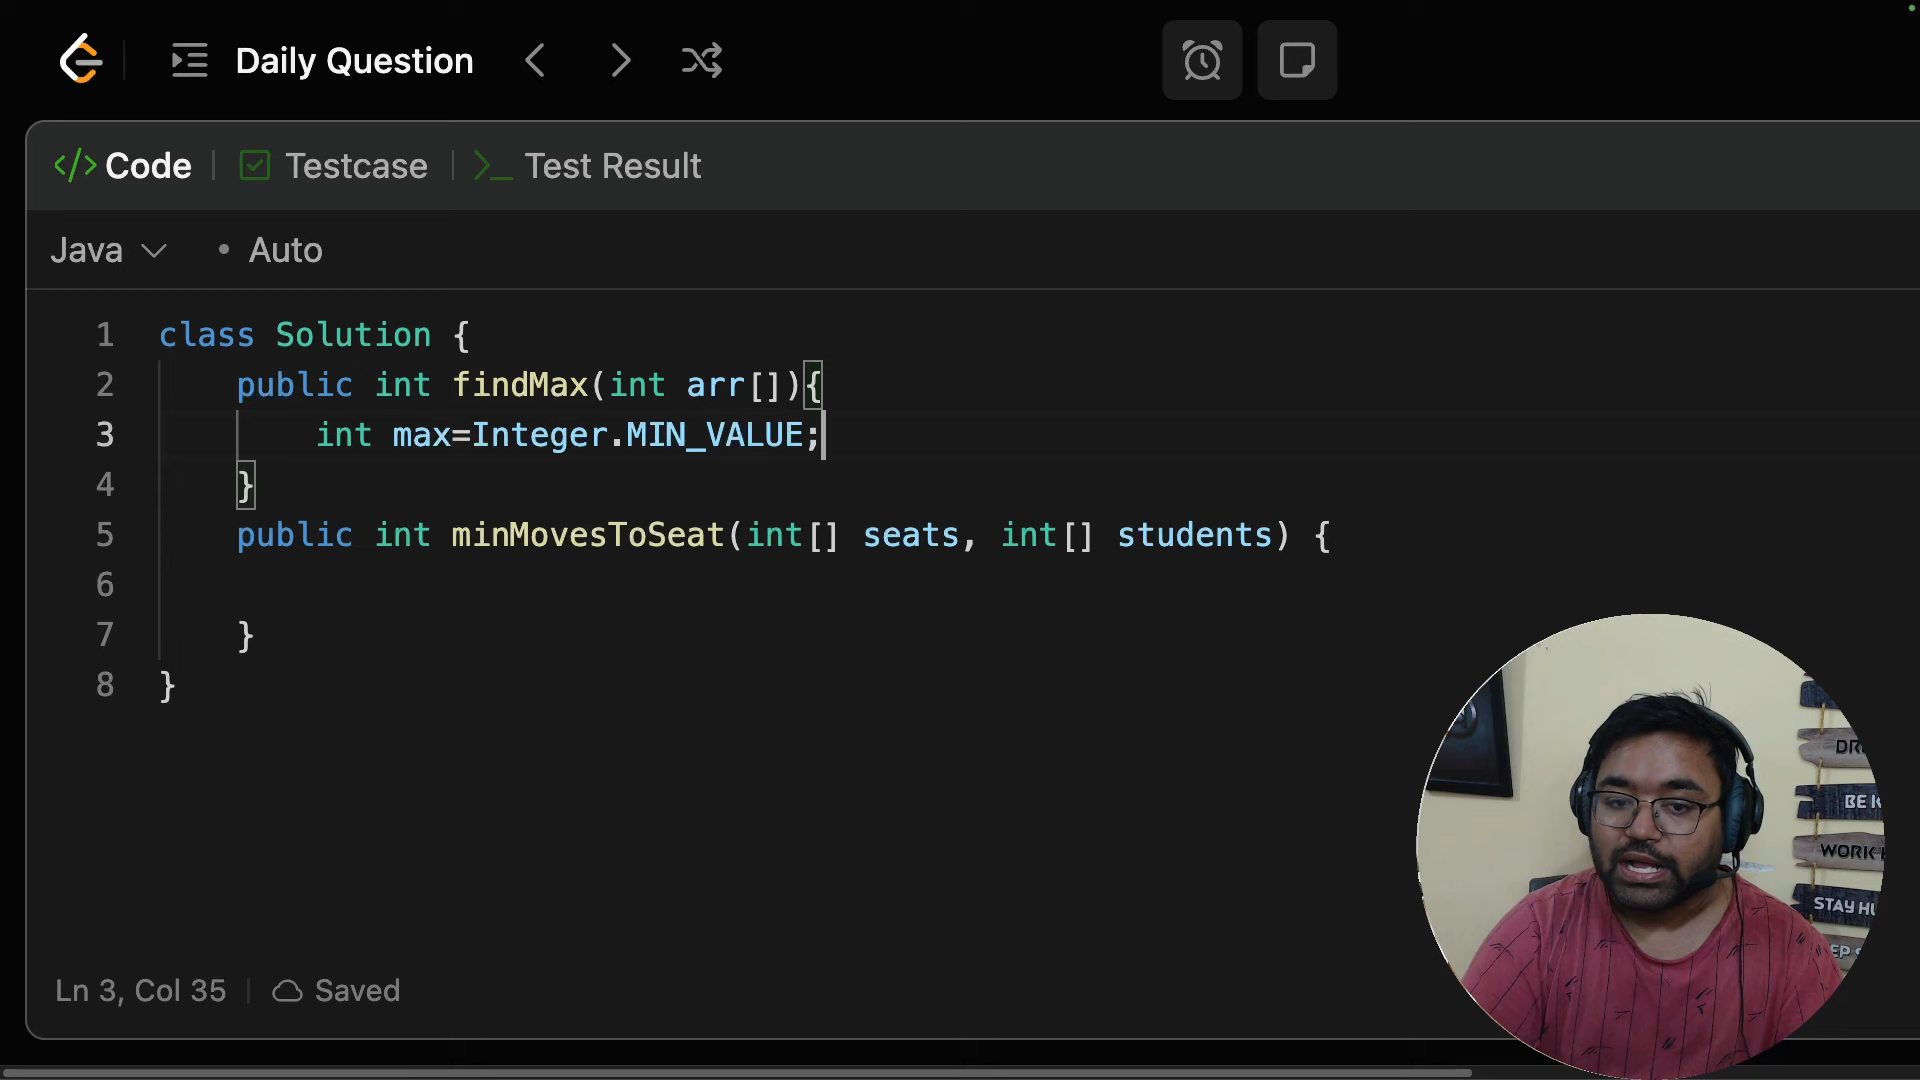 Daily Question
</> Code | Testcase | >_ Test Result
Java • Auto
1 class Solution {
2 public int findMax(int arr[]){
3 int max=Integer.MIN_VALUE;
4 }
5 public int minMovesToSeat(int[] seats, int[] students) {
6
7 }
8 }
BE
WORK
STAY
Ln 3, Col 35 | Saved